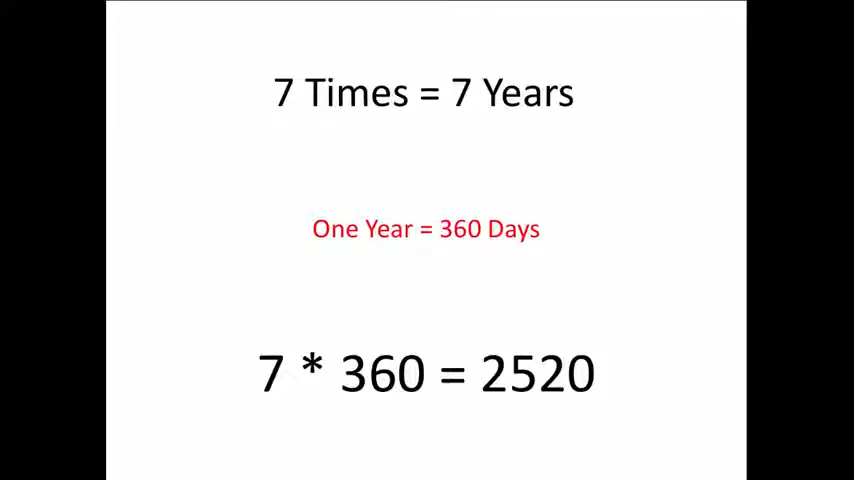 7 Times = 7 Years
One Year = 360 Days
7 * 360 = 2520